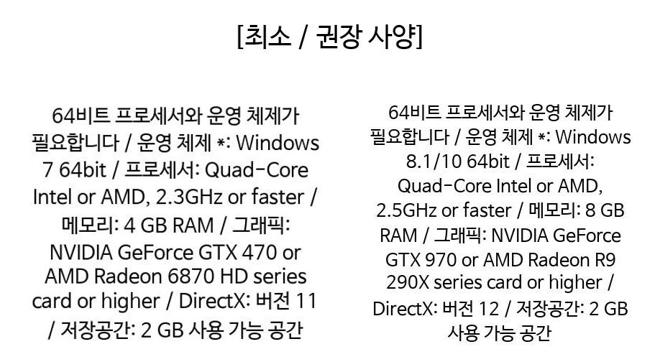 [최소 / 권장 사양]
64비트 프로세서와 운영 체제가
필요합니다 / 운영 체제 *: Windows
7 64bit / 프로세서: Quad-Core
Intel or AMD, 2.3GHz or faster /
메모리: 4 GB RAM / 그래픽:
NVIDIA GeForce GTX 470 or
AMD Radeon 6870 HD series
card or higher / DirectX: 버전 11
/ 저장공간: 2 GB 사용 가능 공간
64비트 프로세서와 운영 체제가
필요합니다 / 운영 체제 *: Windows
8.1/10 64bit / 프로세서:
Quad-Core Intel or AMD,
2.5GHz or faster / 메모리: 8 GB
RAM / 그래픽: NVIDIA GeForce
GTX 970 or AMD Radeon R9
290X series card or higher /
DirectX: 버전 12 / 저장공간: 2 GB
사용 가능 공간